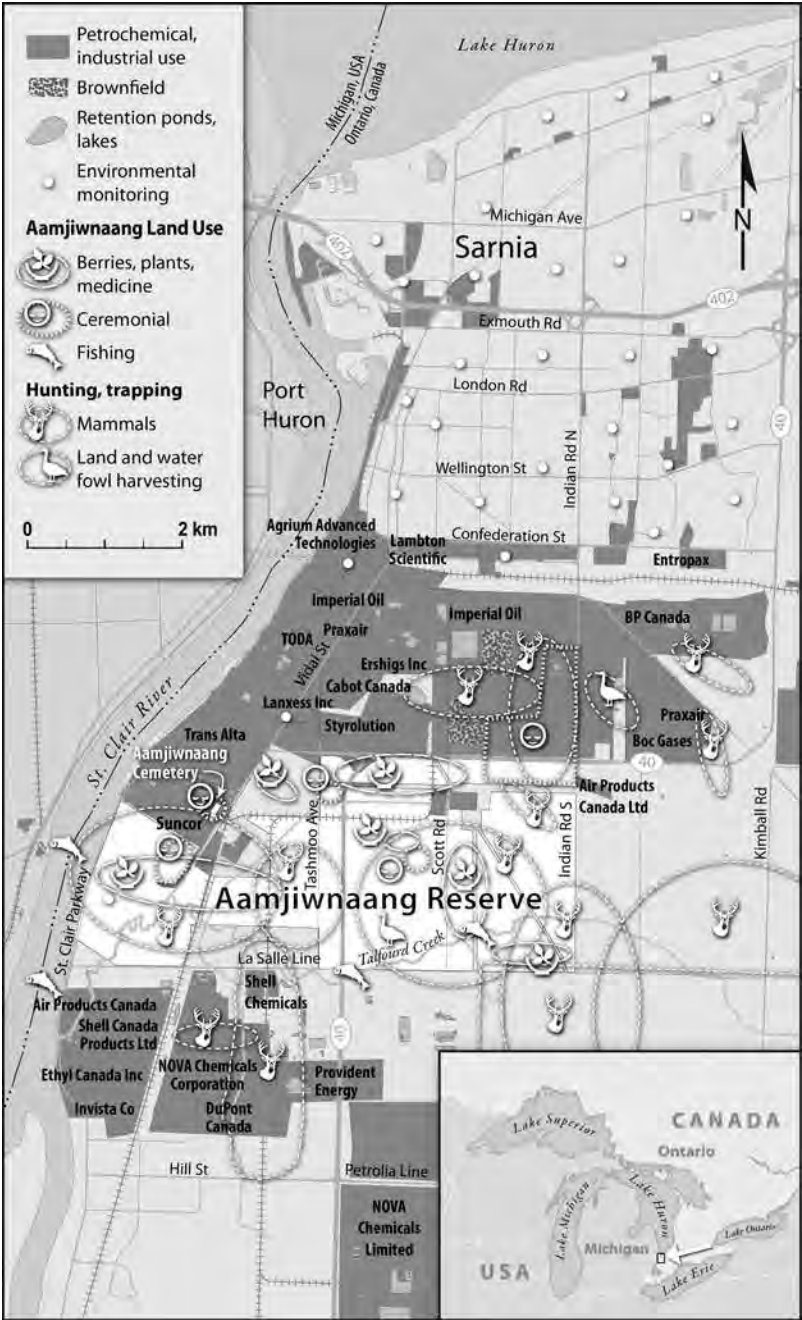 Petrochemical,
industrial use
Brownfield
Retention ponds,
lakes
Environmental
monitoring
Aamjiwnaang Land Use
Berries, plants,
medicine
Ceremonial
Fishing
Hunting, trapping
Mammals
Land and water
fowl harvesting
0 2 km
Lake Huron
Michigan, USA
Ontario, Canada
N
Michigan Ave
Sarnia
402
402
Exmouth Rd
London Rd
Port
Huron
40
Indian Rd N
Wellington St
Confederation St
Agrium Advanced
Technologies
Lambton
Scientific
Entropax
Imperial Oil
Imperial Oil
BP Canada
TODA
Praxair
Vidal St
Ershigs Inc
Cabot Canada
Lanxess Inc
Styrolution
Praxair
Boc Gases
St. Clair River
Trans Alta
Aamjiwnaang
Cemetery
40
Air Products
Canada Ltd
Suncor
Tashmoo Ave
Scott Rd
Indian Rd S
Kimball Rd
Aamjiwnaang Reserve
St. Clair Parkway
Talfourd Creek
La Salle Line
Shell
Chemicals
Air Products Canada
Shell Canada
Products Ltd
40
NOVA Chemicals
Corporation
Provident
Energy
Ethyl Canada Inc
Invista Co
DuPont
Canada
Hill St
Petrolia Line
NOVA
Chemicals
Limited
Lake Superior
CANADA
Ontario
Lake Michigan
Lake Huron
Lake Ontario
Michigan
USA
Lake Erie